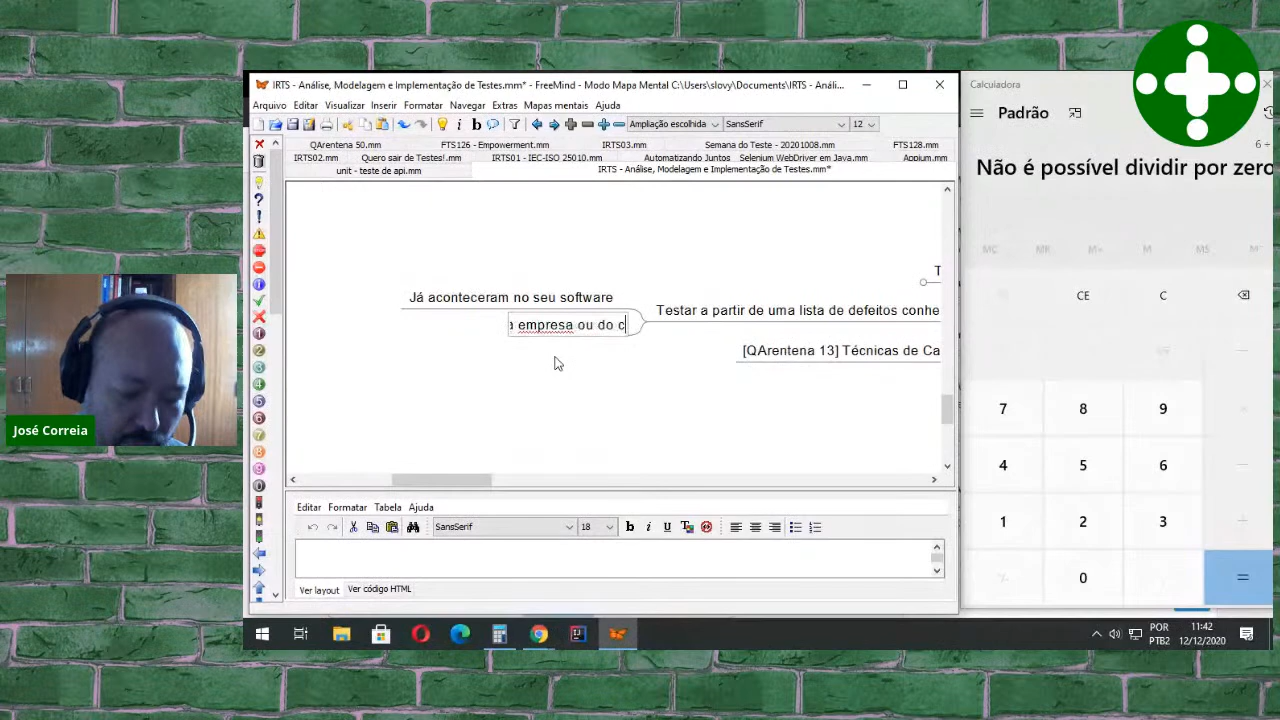 IRTS - Análise, Modelagem e Implementação de Testes.mm* - FreeMind - Modo Mapa Mental C:\Users\slovy\Documents\IRTS - Análi...
Arquivo Editar Visualizar Inserir Formatar Navegar Extras Mapas mentais Ajuda
Ampliação escolhida SansSerif 12
QArentena 50.mm FTS126 - Empowerment.mm IRTS03.mm Semana do Teste - 20201008.mm FTS128.mm
IRTS02.mm Quero sair de Testes!.mm IRTS01 - IEC-ISO 25010.mm Automatizando Juntos Selenium WebDriver em Java.mm Appium.mm
unit - teste de api.mm IRTS - Análise, Modelagem e Implementação de Testes.mm*
T
Já aconteceram no seu software
Testar a partir de uma lista de defeitos conhe
a empresa ou do c
[QArentena 13] Técnicas de Ca
Editar Formatar Tabela Ajuda
SansSerif 18
Ver layout Ver código HTML
José Correia
Calculadora
Padrão
6 ÷
Não é possível dividir por zero
MC MR M+ M MS M
CE C
7 8 9
4 5 6
1 2 3
0 =
POR
PTB2
11:42
12/12/2020